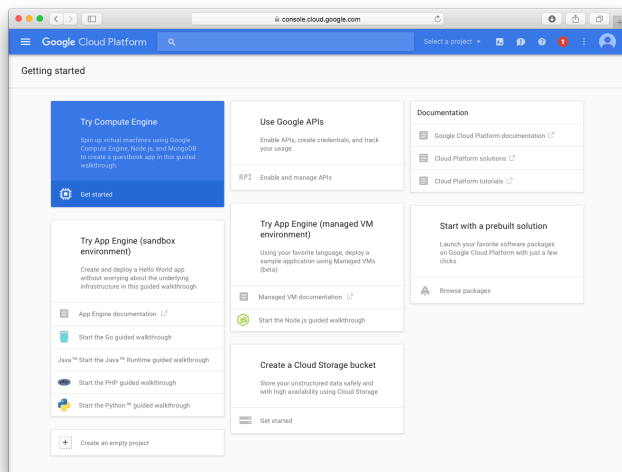 console.cloud.google.com
Google Cloud Platform
Select a project
1
Getting started
Try Compute Engine
Spin up virtual machines using Google
Compute Engine, Node.js, and MongoDB
to create a guestbook app in this guided
walkthrough.
Get started
Try App Engine (sandbox
environment)
Create and deploy a Hello World app
without worrying about the underlying
infrastructure in this guided walkthrough
App Engine documentation
Start the Go guided walkthrough
Java™ Start the Java™ Runtime guided walkthrough
php Start the PHP guided walkthrough
Start the Python™ guided walkthrough
Create an empty project
Use Google APIs
Enable APIs, create credentials, and track
your usage
API Enable and manage APIs
Try App Engine (managed VM
environment)
Using your favorite language, deploy a
sample application using Managed VMs
(beta)
Managed VM documentation
Start the Node.js guided walkthrough
Create a Cloud Storage bucket
Store your unstructured data safely and
with high availability using Cloud Storage
Get started
Documentation
Google Cloud Platform documentation
Cloud Platform solutions
Cloud Platform tutorials
Start with a prebuilt solution
Launch your favorite software packages
on Google Cloud Platform with just a few
clicks
Browse packages